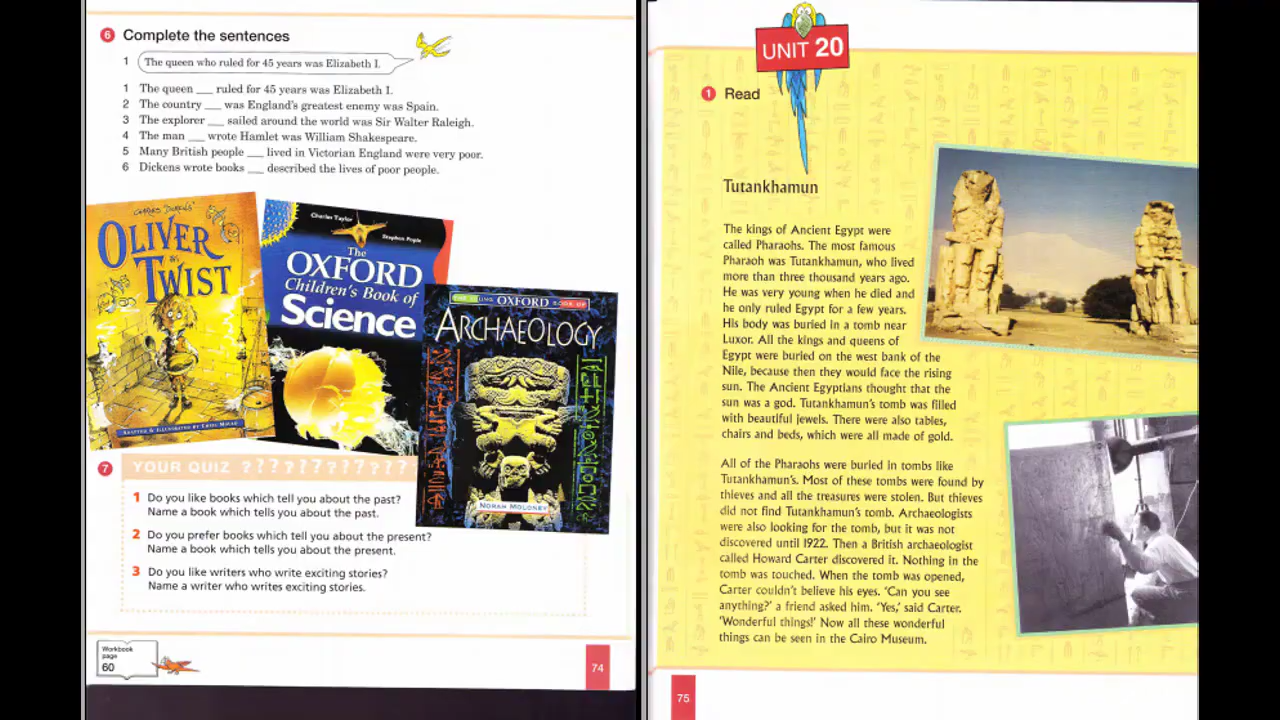 6 Complete the sentences
1 The queen who ruled for 45 years was Elizabeth I.
1 The queen ___ ruled for 45 years was Elizabeth I.
2 The country ___ was England's greatest enemy was Spain.
3 The explorer ___ sailed around the world was Sir Walter Raleigh.
4 The man ___ wrote Hamlet was William Shakespeare.
5 Many British people ___ lived in Victorian England were very poor.
6 Dickens wrote books ___ described the lives of poor people.
CHARLES DICKENS'
OLIVER
TWIST
ADAPTED & ILLUSTRATED BY
Charlie Taylor
Stephen Pople
The
OXFORD
Children's Book of
Science
THE YOUNG OXFORD BOOK OF
ARCHAEOLOGY
NORAH MOLONEY
7 YOUR QUIZ ??????????
1 Do you like books which tell you about the past?
Name a book which tells you about the past.
2 Do you prefer books which tell you about the present?
Name a book which tells you about the present.
3 Do you like writers who write exciting stories?
Name a writer who writes exciting stories.
Workbook
page
60
74
UNIT 20
1 Read
Tutankhamun
The kings of Ancient Egypt were
called Pharaohs. The most famous
Pharaoh was Tutankhamun, who lived
more than three thousand years ago.
He was very young when he died and
he only ruled Egypt for a few years.
His body was buried in a tomb near
Luxor. All the kings and queens of
Egypt were buried on the west bank of the
Nile, because then they would face the rising
sun. The Ancient Egyptians thought that the
sun was a god. Tutankhamun's tomb was filled
with beautiful jewels. There were also tables,
chairs and beds, which were all made of gold.
All of the Pharaohs were buried in tombs like
Tutankhamun's. Most of these tombs were found by
thieves and all the treasures were stolen. But thieves
did not find Tutankhamun's tomb. Archaeologists
were also looking for the tomb, but it was not
discovered until 1922. Then a British archaeologist
called Howard Carter discovered it. Nothing in the
tomb was touched. When the tomb was opened,
Carter couldn't believe his eyes. 'Can you see
anything?' a friend asked him. 'Yes,' said Carter.
'Wonderful things!' Now all these wonderful
things can be seen in the Cairo Museum.
75